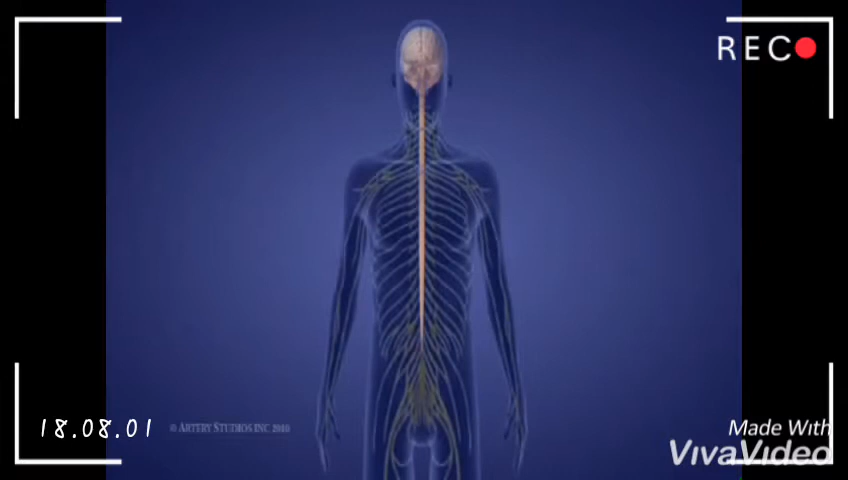 REC
18.08.01
© ARTERY STUDIOS INC 2010
Made With
VivaVideo